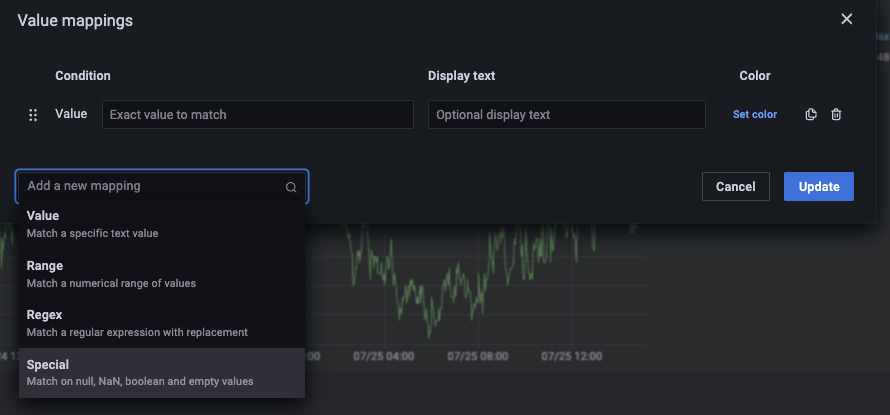 Value mappings
Condition Display text Color
Value Exact value to match Optional display text Set color
Add a new mapping Cancel Update
Value
Match a specific text value
Range
Match a numerical range of values
Regex
Match a regular expression with replacement
Special
Match on null, NaN, boolean and empty values
07/25 04:00 07/25 08:00 07/25 12:00